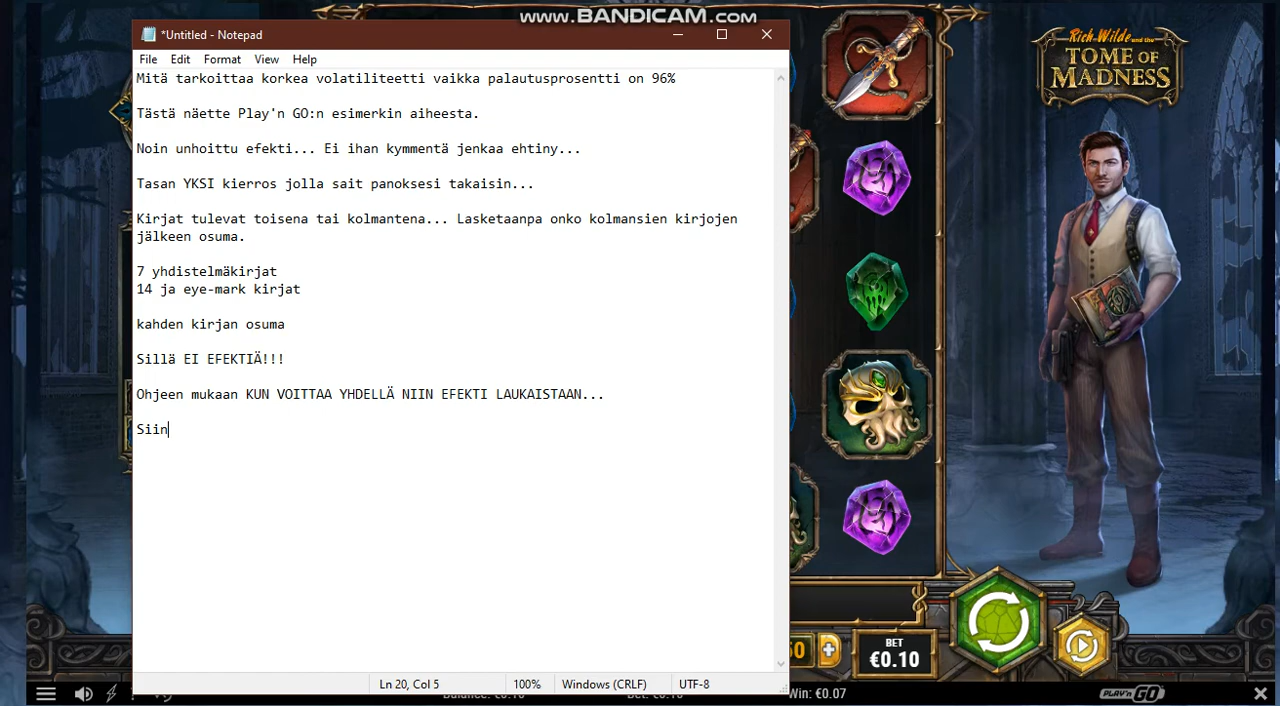 www.BANDICAM.com
*Untitled - Notepad
File Edit Format View Help
Mitä tarkoittaa korkea volatiliteetti vaikka palautusprosentti on 96%
Tästä näette Play'n GO:n esimerkin aiheesta.
Noin unhoittu efekti... Ei ihan kymmentä jenkaa ehtiny...
Tasan YKSI kierros jolla sait panoksesi takaisin...
Kirjat tulevat toisena tai kolmantena... Lasketaanpa onko kolmansien kirjojen
jälkeen osuma.
7 yhdistelmäkirjat
14 ja eye-mark kirjat
kahden kirjan osuma
Sillä EI EFEKTIÄ!!!
Ohjeen mukaan KUN VOITTAA YHDELLÄ NIIN EFEKTI LAUKAISTAAN...
Siin
Ln 20, Col 5 100% Windows (CRLF) UTF-8
Rich Wilde and the
TOME OF
MADNESS
BET
€0.10
Win: €0.07
PLAY'n GO